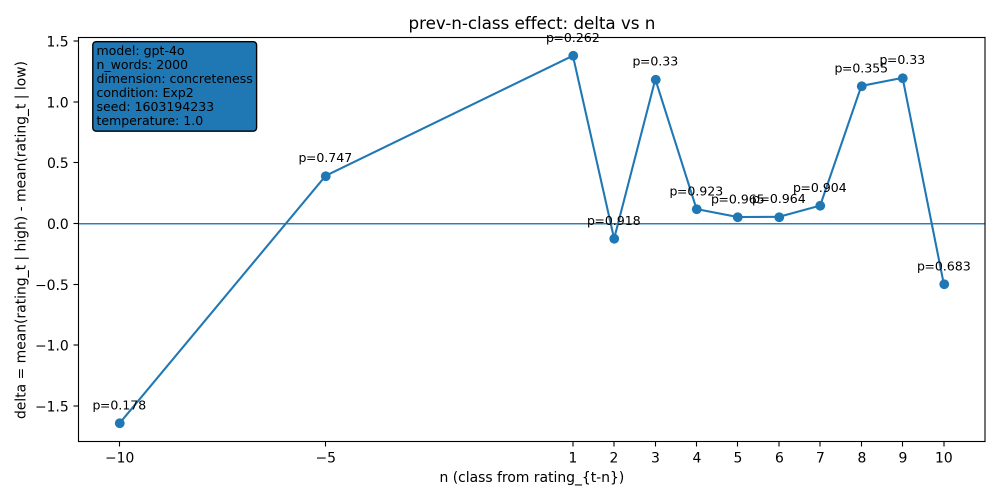 prev-n-class effect: delta vs n
model: gpt-4o
n_words: 2000
dimension: concreteness
condition: Exp2
seed: 1603194233
temperature: 1.0
delta = mean(rating_t | high) - mean(rating_t | low)
1.5
1.0
0.5
0.0
−0.5
−1.0
−1.5
p=0.178
p=0.747
p=0.262
p=0.918
p=0.33
p=0.923
p=0.965
p=0.964
p=0.904
p=0.355
p=0.33
p=0.683
−10
−5
1
2
3
4
5
6
7
8
9
10
n (class from rating_{t-n})